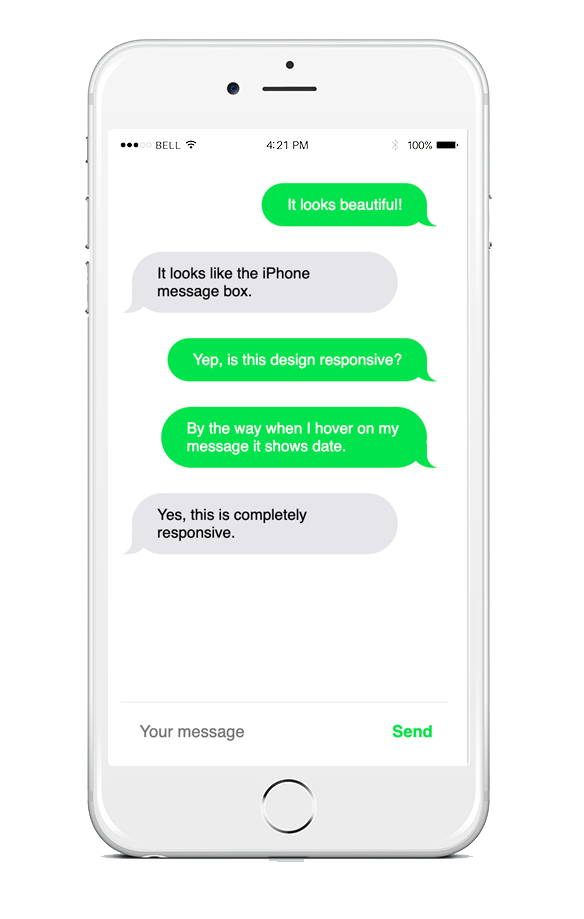 BELL 4:21 PM 100%
It looks beautiful!
It looks like the iPhone
message box.
Yep, is this design responsive?
By the way when I hover on my
message it shows date.
Yes, this is completely
responsive.
Your message Send